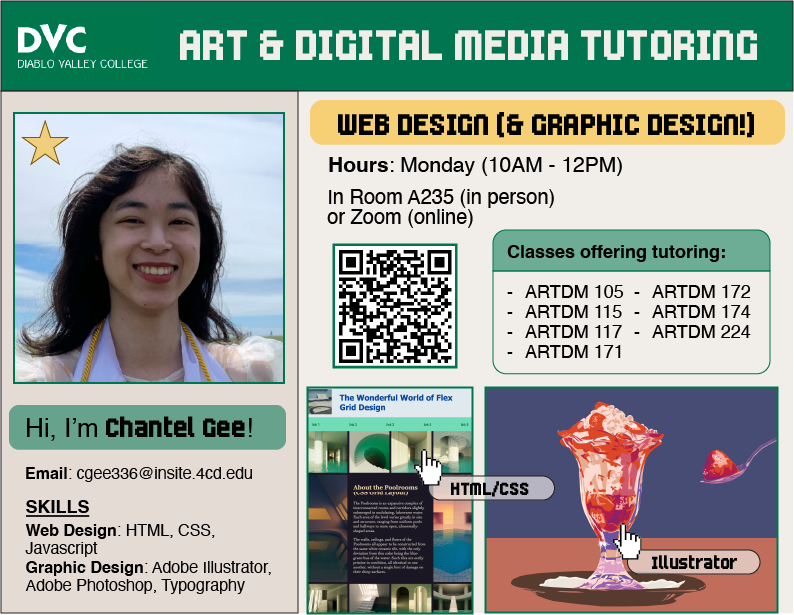 DVC
DIABLO VALLEY COLLEGE
ART & DIGITAL MEDIA TUTORING
WEB DESIGN (& GRAPHIC DESIGN!)
Hours: Monday (10AM - 12PM)
In Room A235 (in person)
or Zoom (online)
Classes offering tutoring:
- ARTDM 105 - ARTDM 172
- ARTDM 115 - ARTDM 174
- ARTDM 117 - ARTDM 224
- ARTDM 171
Hi, I'm Chantel Gee!
Email: cgee336@insite.4cd.edu
SKILLS
Web Design: HTML, CSS,
Javascript
Graphic Design: Adobe Illustrator,
Adobe Photoshop, Typography
The Wonderful World of Flex
Grid Design
About the Poolrooms
(CSS Grid Layout)
HTML/CSS
Illustrator